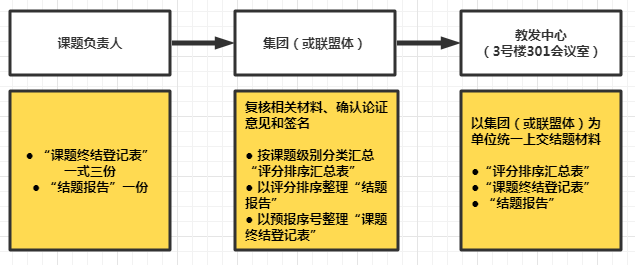 课题负责人
集团（或联盟体）
教发中心
（3号楼301会议室）
● “课题终结登记表”
一式三份
● “结题报告”一份
复核相关材料、确认论证
意见和签名
● 按课题级别分类汇总
“评分排序汇总表”
● 以评分排序整理“结题
报告”
● 以预报序号整理“课题
终结登记表”
以集团（或联盟体）为
单位统一上交结题材料
● “评分排序汇总表”
● “课题终结登记表”
● “结题报告”